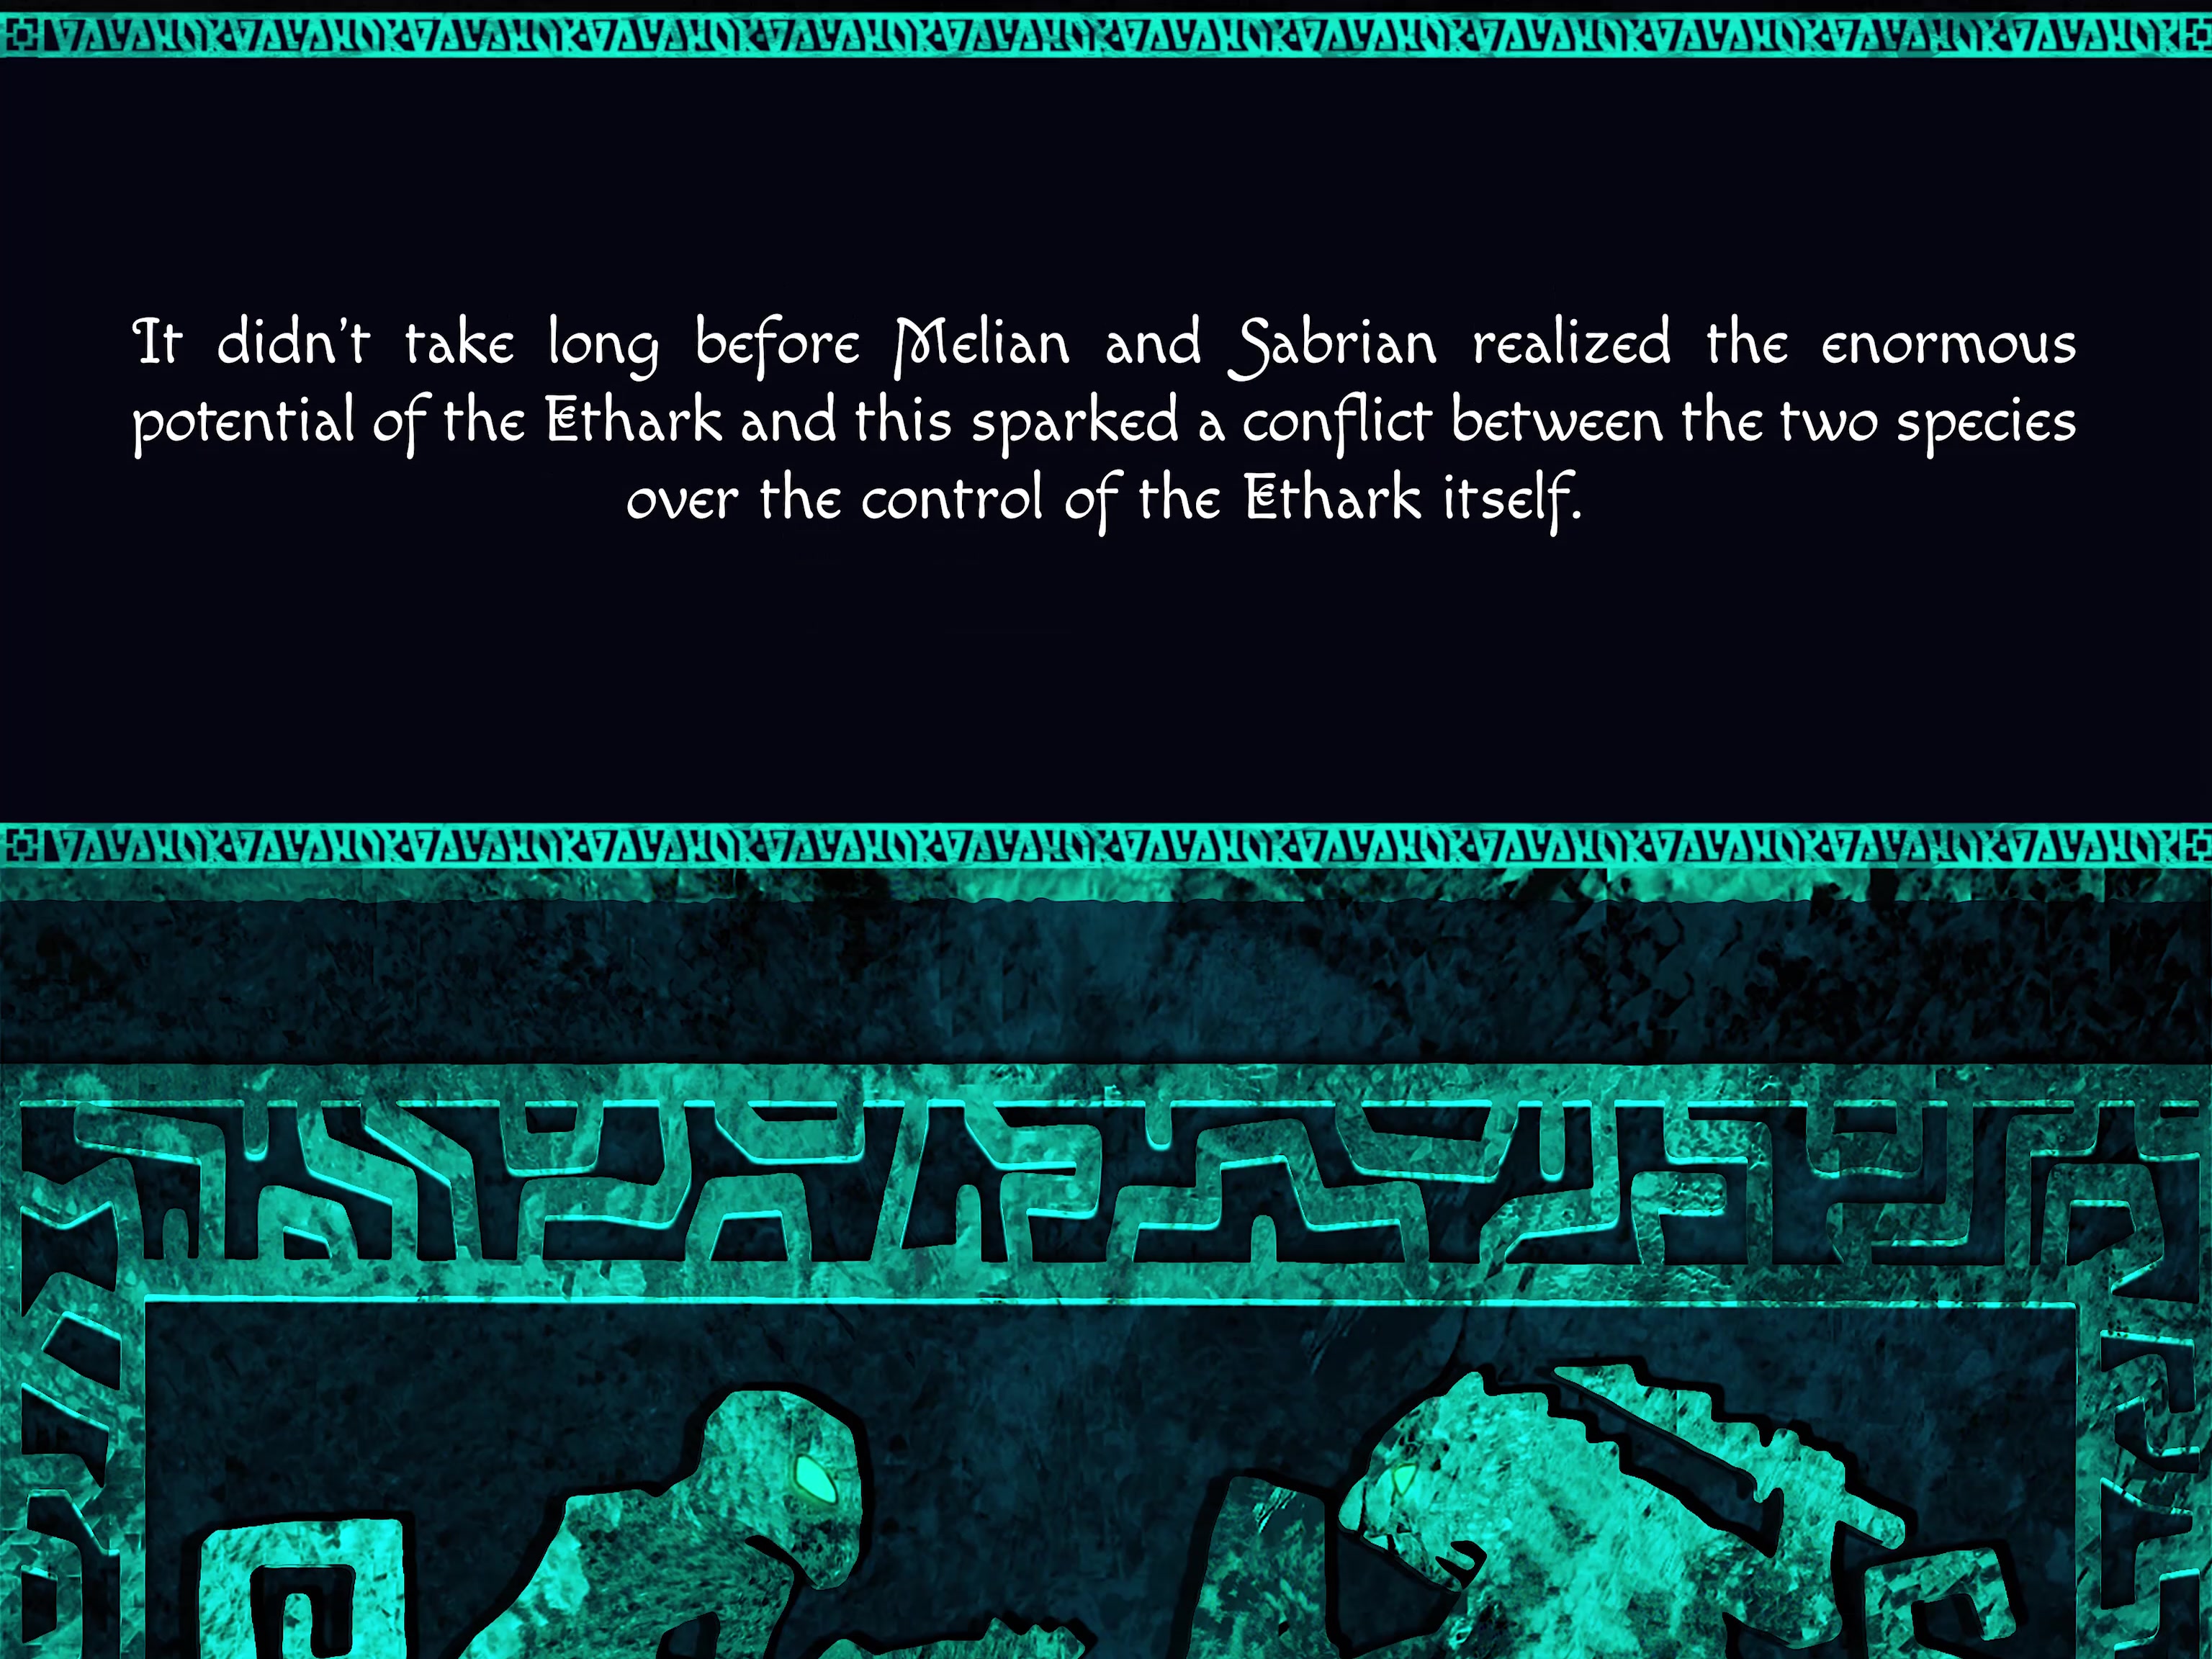 It didn't take long before Melian and Sabrian realized the enormous
potential of the Ethark and this sparked a conflict between the two species
over the control of the Ethark itself.